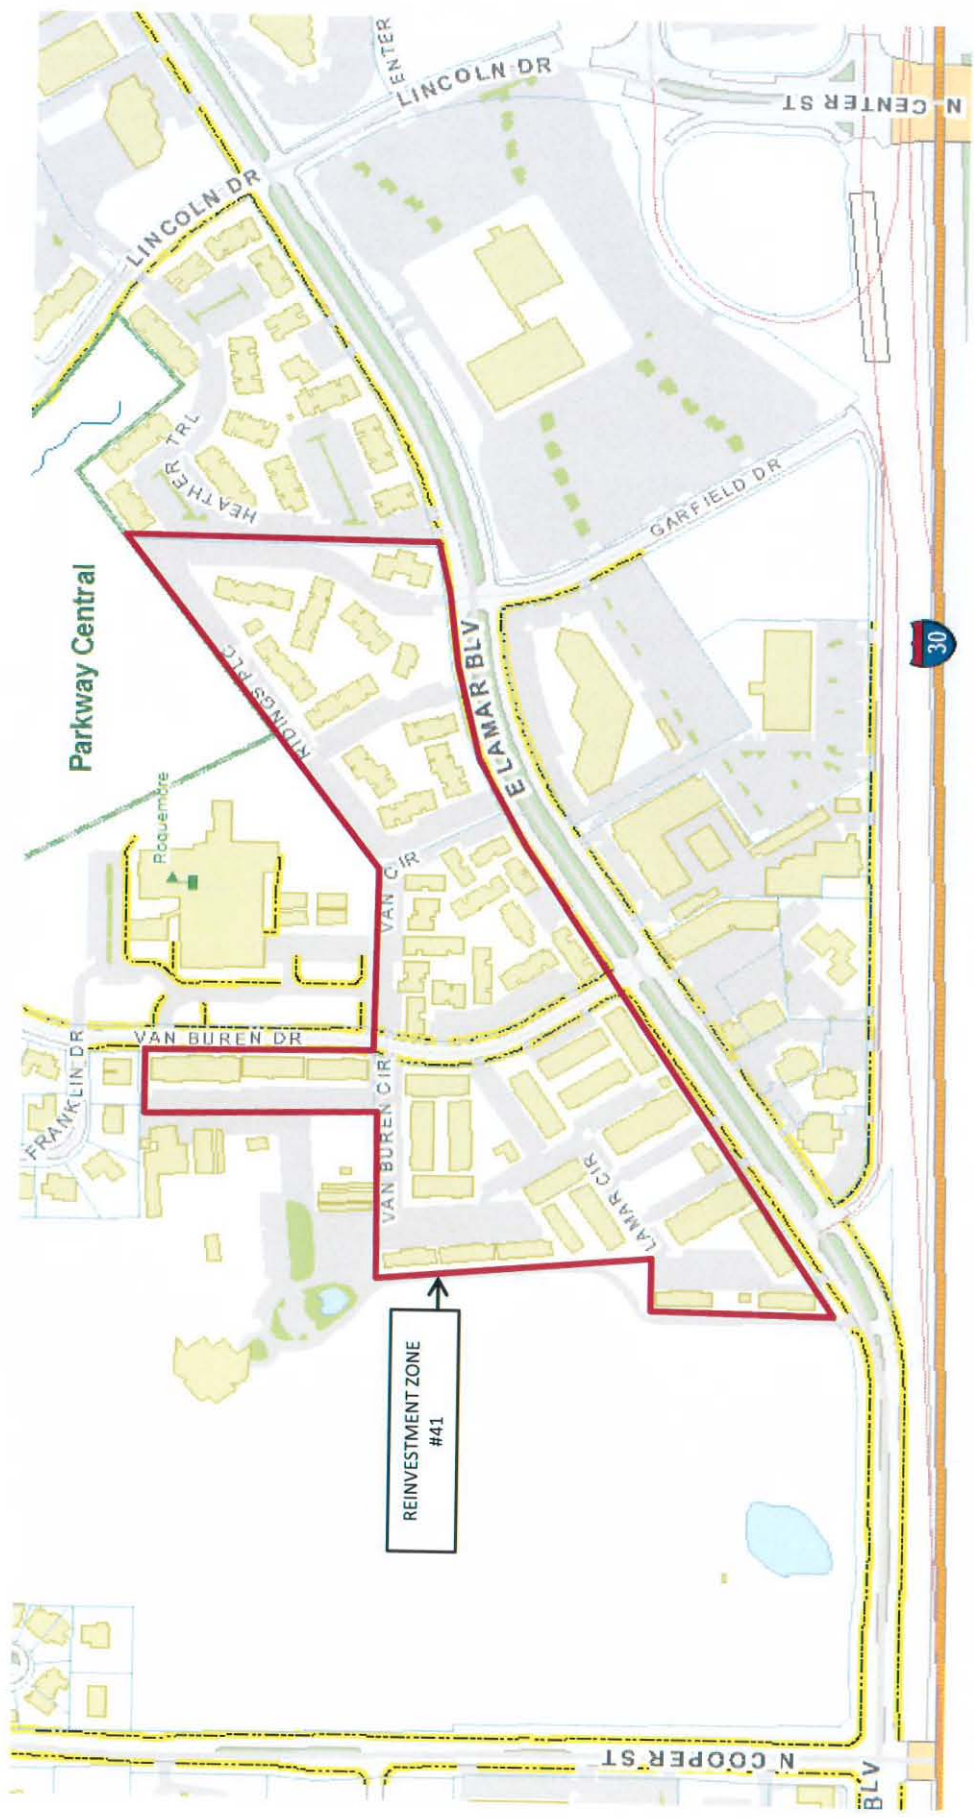 Parkway Central
Roquemore
FRANKLIN DR
VAN BUREN DR
VAN BUREN CIR
VAN CIR
RIDINGS PLC
HEATHER TRL
LINCOLN DR
LINCOLN DR
ENTER
CENTER
N CENTER ST
GARFIELD DR
E LAMAR BLV
LAMAR CIR
REINVESTMENT ZONE
#41
30
N COOPER ST
BLV